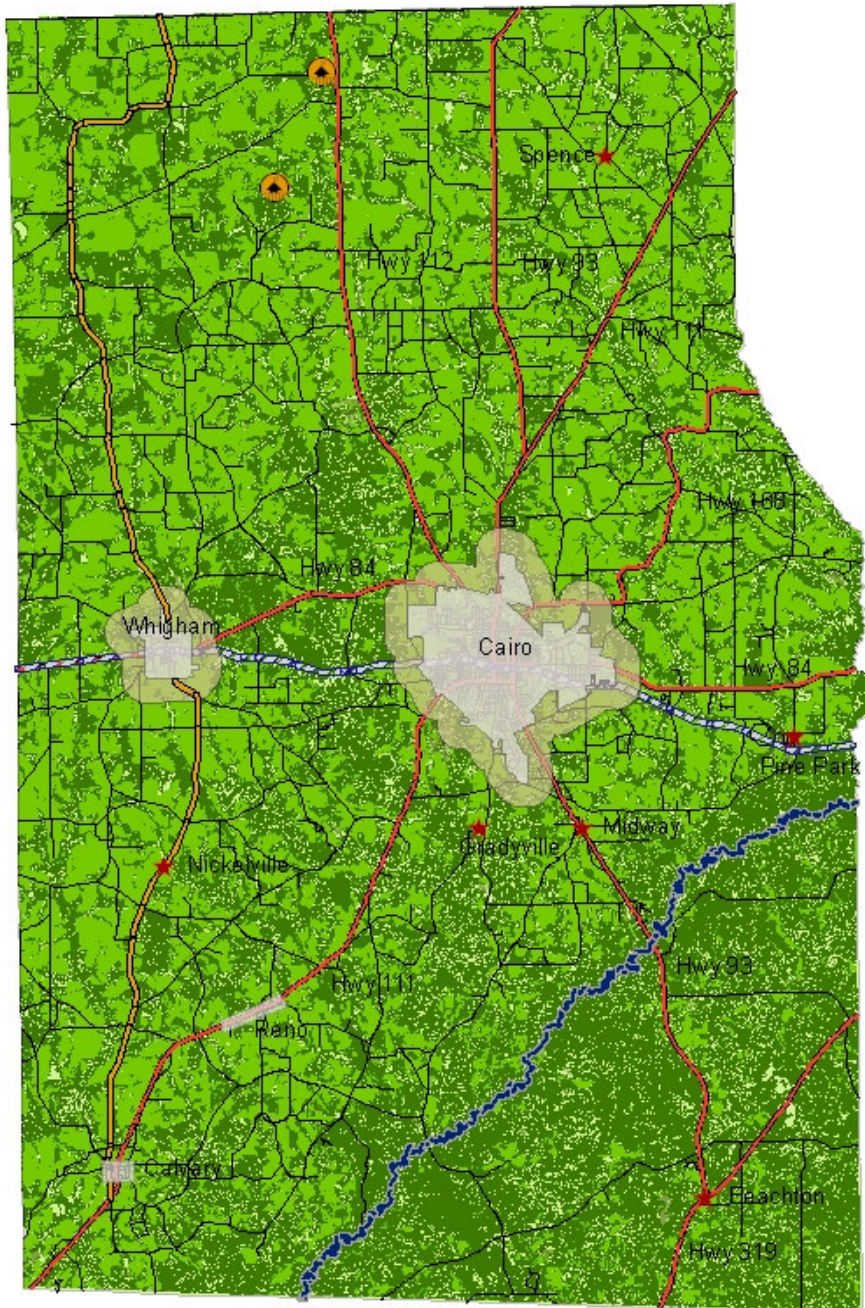 Spence
Hwy 112
Hwy 93
Hwy 111
Hwy 188
Hwy 84
Whigham
Cairo
Hwy 84
Pine Park
Gradyville
Midway
Nickelville
Hwy 93
Hwy 111
Reno
Calvary
Beachton
Hwy 319